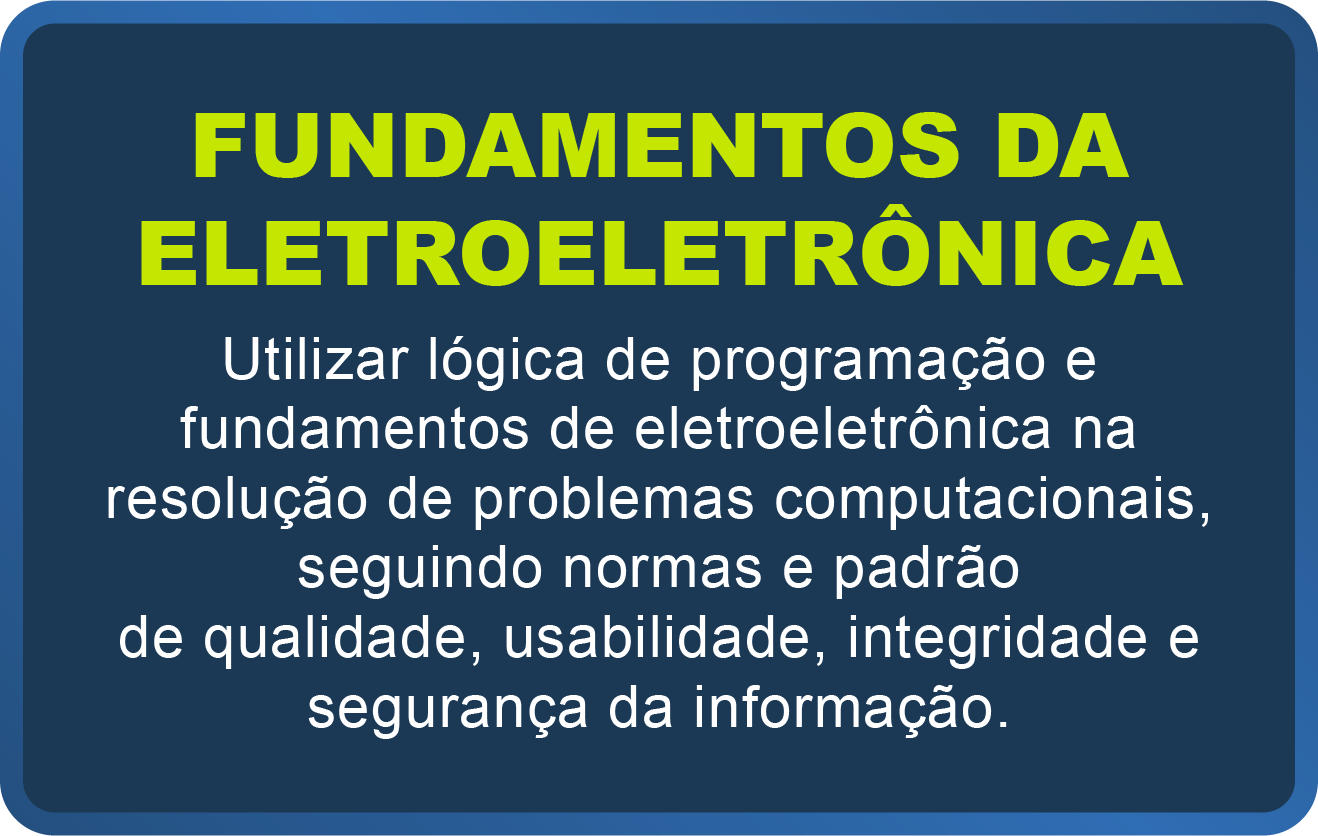 FUNDAMENTOS DA
ELETROELETRÔNICA
Utilizar lógica de programação e
fundamentos de eletroeletrônica na
resolução de problemas computacionais,
seguindo normas e padrão
de qualidade, usabilidade, integridade e
segurança da informação.